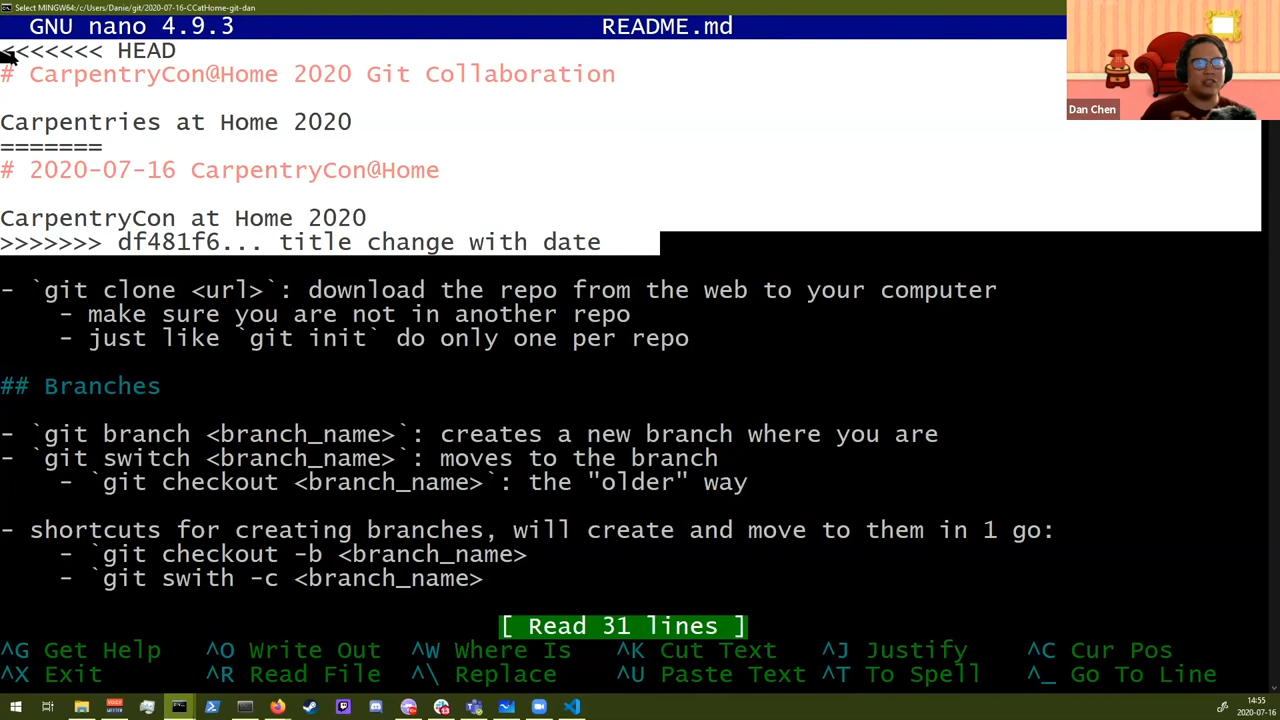 Select MINGW64:/c/Users/Danie/git/2020-07-16-CCatHome-git-dan
GNU nano 4.9.3 README.md
<<<<<<< HEAD
# CarpentryCon@Home 2020 Git Collaboration
Dan Chen
Carpentries at Home 2020
=======
# 2020-07-16 CarpentryCon@Home
CarpentryCon at Home 2020
>>>>>>> df481f6... title change with date
- `git clone <url>`: download the repo from the web to your computer
- make sure you are not in another repo
- just like `git init` do only one per repo
## Branches
- `git branch <branch_name>`: creates a new branch where you are
- `git switch <branch_name>`: moves to the branch
- `git checkout <branch_name>`: the "older" way
- shortcuts for creating branches, will create and move to them in 1 go:
- `git checkout -b <branch_name>
- `git swith -c <branch_name>
[ Read 31 lines ]
^G Get Help ^O Write Out ^W Where Is ^K Cut Text ^J Justify ^C Cur Pos
^X Exit ^R Read File ^\ Replace ^U Paste Text ^T To Spell ^_ Go To Line
14:55
2020-07-16